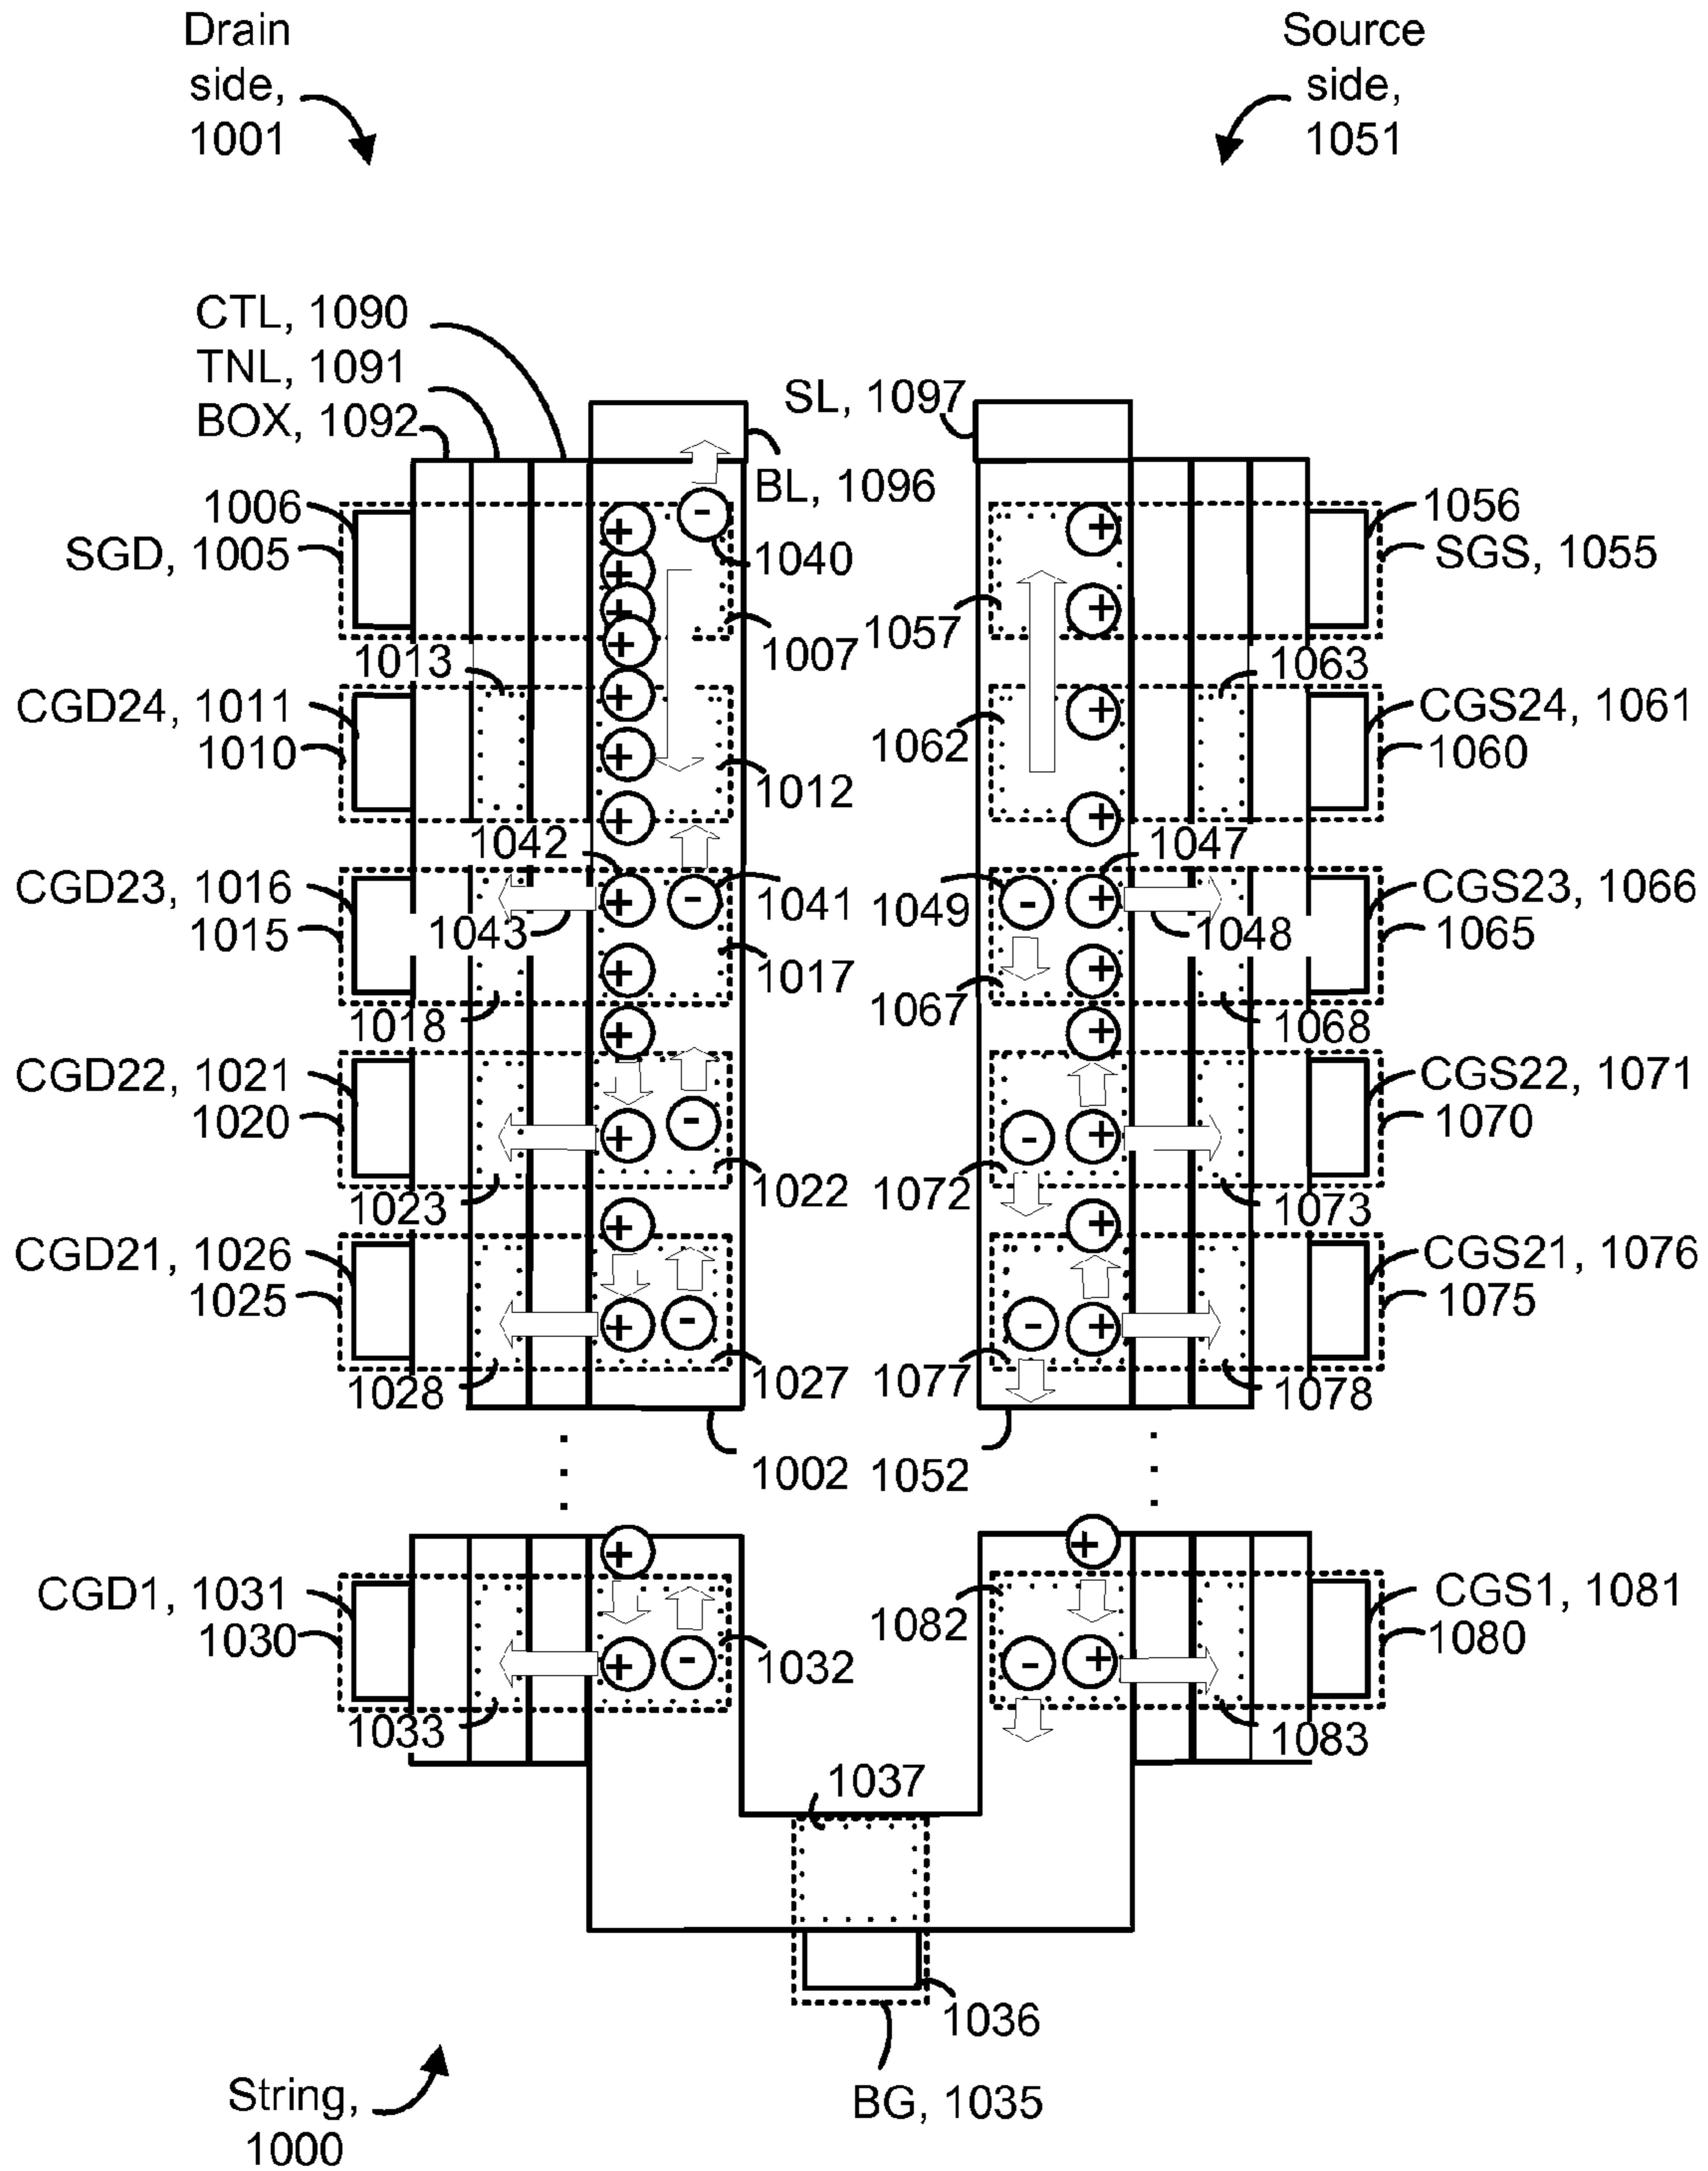 Drain
side,
1001
Source
side,
1051
CTL, 1090
TNL, 1091
BOX, 1092
SL, 1097
BL, 1096
1006
SGD, 1005
1040
1056
SGS, 1055
1057
1007
1013
1063
CGD24, 1011
1010
1062
1012
CGS24, 1061
1060
1042
1047
CGD23, 1016
1015
1043
1041
1049
1048
CGS23, 1066
1065
1017
1067
1018
1068
CGD22, 1021
1020
CGS22, 1071
1070
1022
1072
1023
1073
CGD21, 1026
1025
CGS21, 1076
1075
1027
1077
1028
1078
1002
1052
CGD1, 1031
1030
1032
1082
CGS1, 1081
1080
1033
1083
1037
1036
BG, 1035
String,
1000